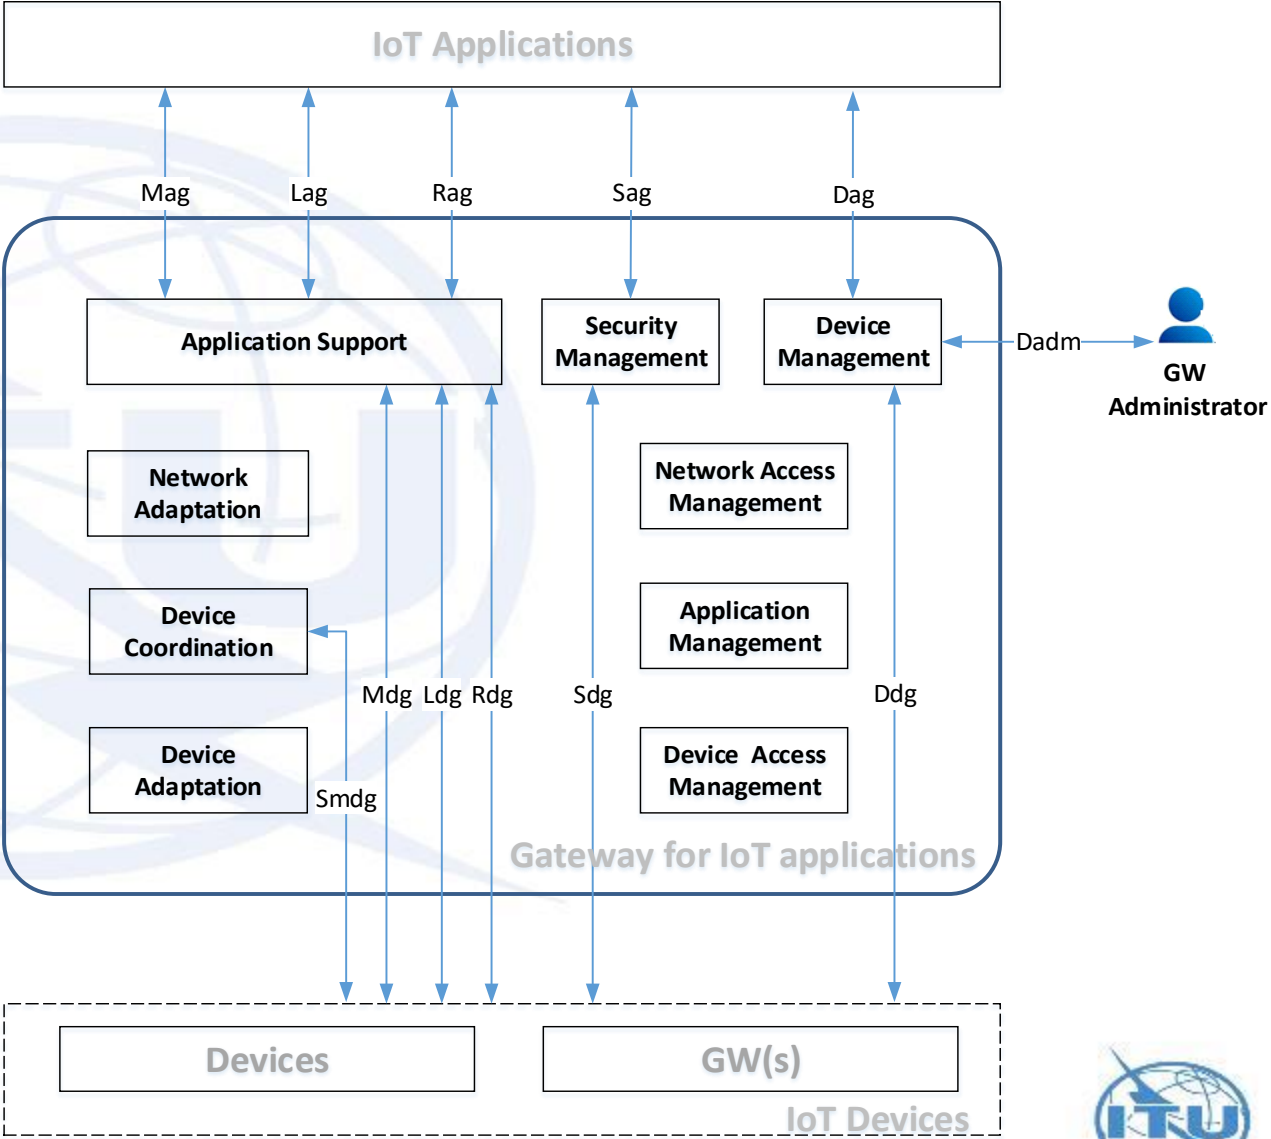 IoT Applications
Mag
Lag
Rag
Sag
Dag
Application Support
Security
Management
Device
Management
Dadm
GW
Administrator
Network
Adaptation
Network Access
Management
Device
Coordination
Application
Management
Mdg
Ldg
Rdg
Sdg
Ddg
Device
Adaptation
Device Access
Management
Smdg
Gateway for IoT applications
Devices
GW(s)
IoT Devices
ITU